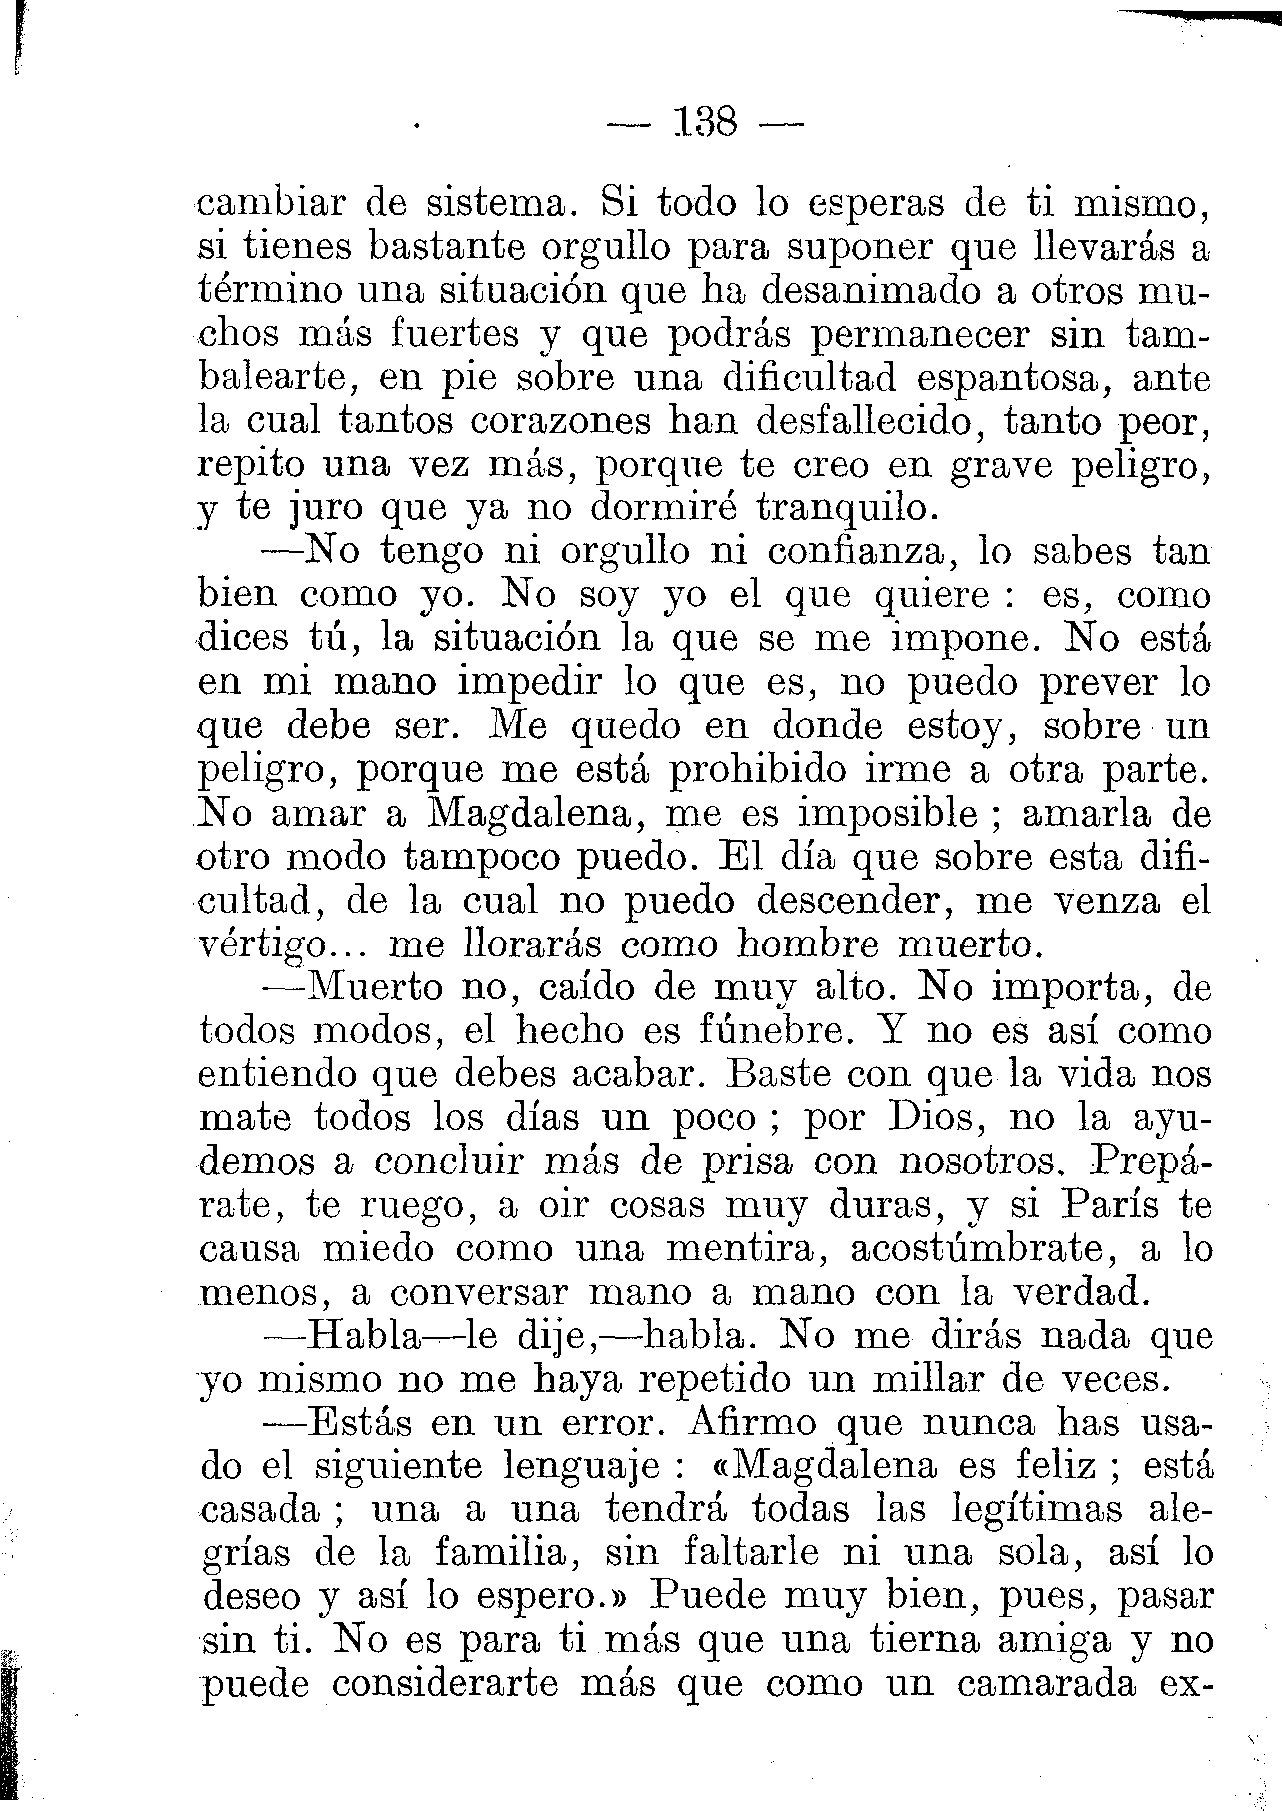 — 138 —
cambiar de sistema. Si todo lo esperas de ti mismo,
si tienes bastante orgullo para suponer que llevarás a
término una situación que ha desanimado a otros mu-
chos más fuertes y que podrás permanecer sin tam-
balearte, en pie sobre una dificultad espantosa, ante
la cual tantos corazones han desfallecido, tanto peor,
repito una vez más, porque te creo en grave peligro,
y te juro que ya no dormiré tranquilo.
—No tengo ni orgullo ni confianza, lo sabes tan
bien como yo. No soy yo el que quiere : es, como
dices tú, la situación la que se me impone. No está
en mi mano impedir lo que es, no puedo prever lo
que debe ser. Me quedo en donde estoy, sobre un
peligro, porque me está prohibido irme a otra parte.
No amar a Magdalena, me es imposible ; amarla de
otro modo tampoco puedo. El día que sobre esta difi-
cultad, de la cual no puedo descender, me venza el
vértigo... me llorarás como hombre muerto.
—Muerto no, caído de muy alto. No importa, de
todos modos, el hecho es fúnebre. Y no es así como
entiendo que debes acabar. Baste con que la vida nos
mate todos los días un poco ; por Dios, no la ayu-
demos a concluir más de prisa con nosotros. Prepá-
rate, te ruego, a oir cosas muy duras, y si París te
causa miedo como una mentira, acostúmbrate, a lo
menos, a conversar mano a mano con la verdad.
—Habla—le dije,—habla. No me dirás nada que
yo mismo no me haya repetido un millar de veces.
—Estás en un error. Afirmo que nunca has usa-
do el siguiente lenguaje : «Magdalena es feliz ; está
casada ; una a una tendrá todas las legítimas ale-
grías de la familia, sin faltarle ni una sola, así lo
deseo y así lo espero.» Puede muy bien, pues, pasar
sin ti. No es para ti más que una tierna amiga y no
puede considerarte más que como un camarada ex-